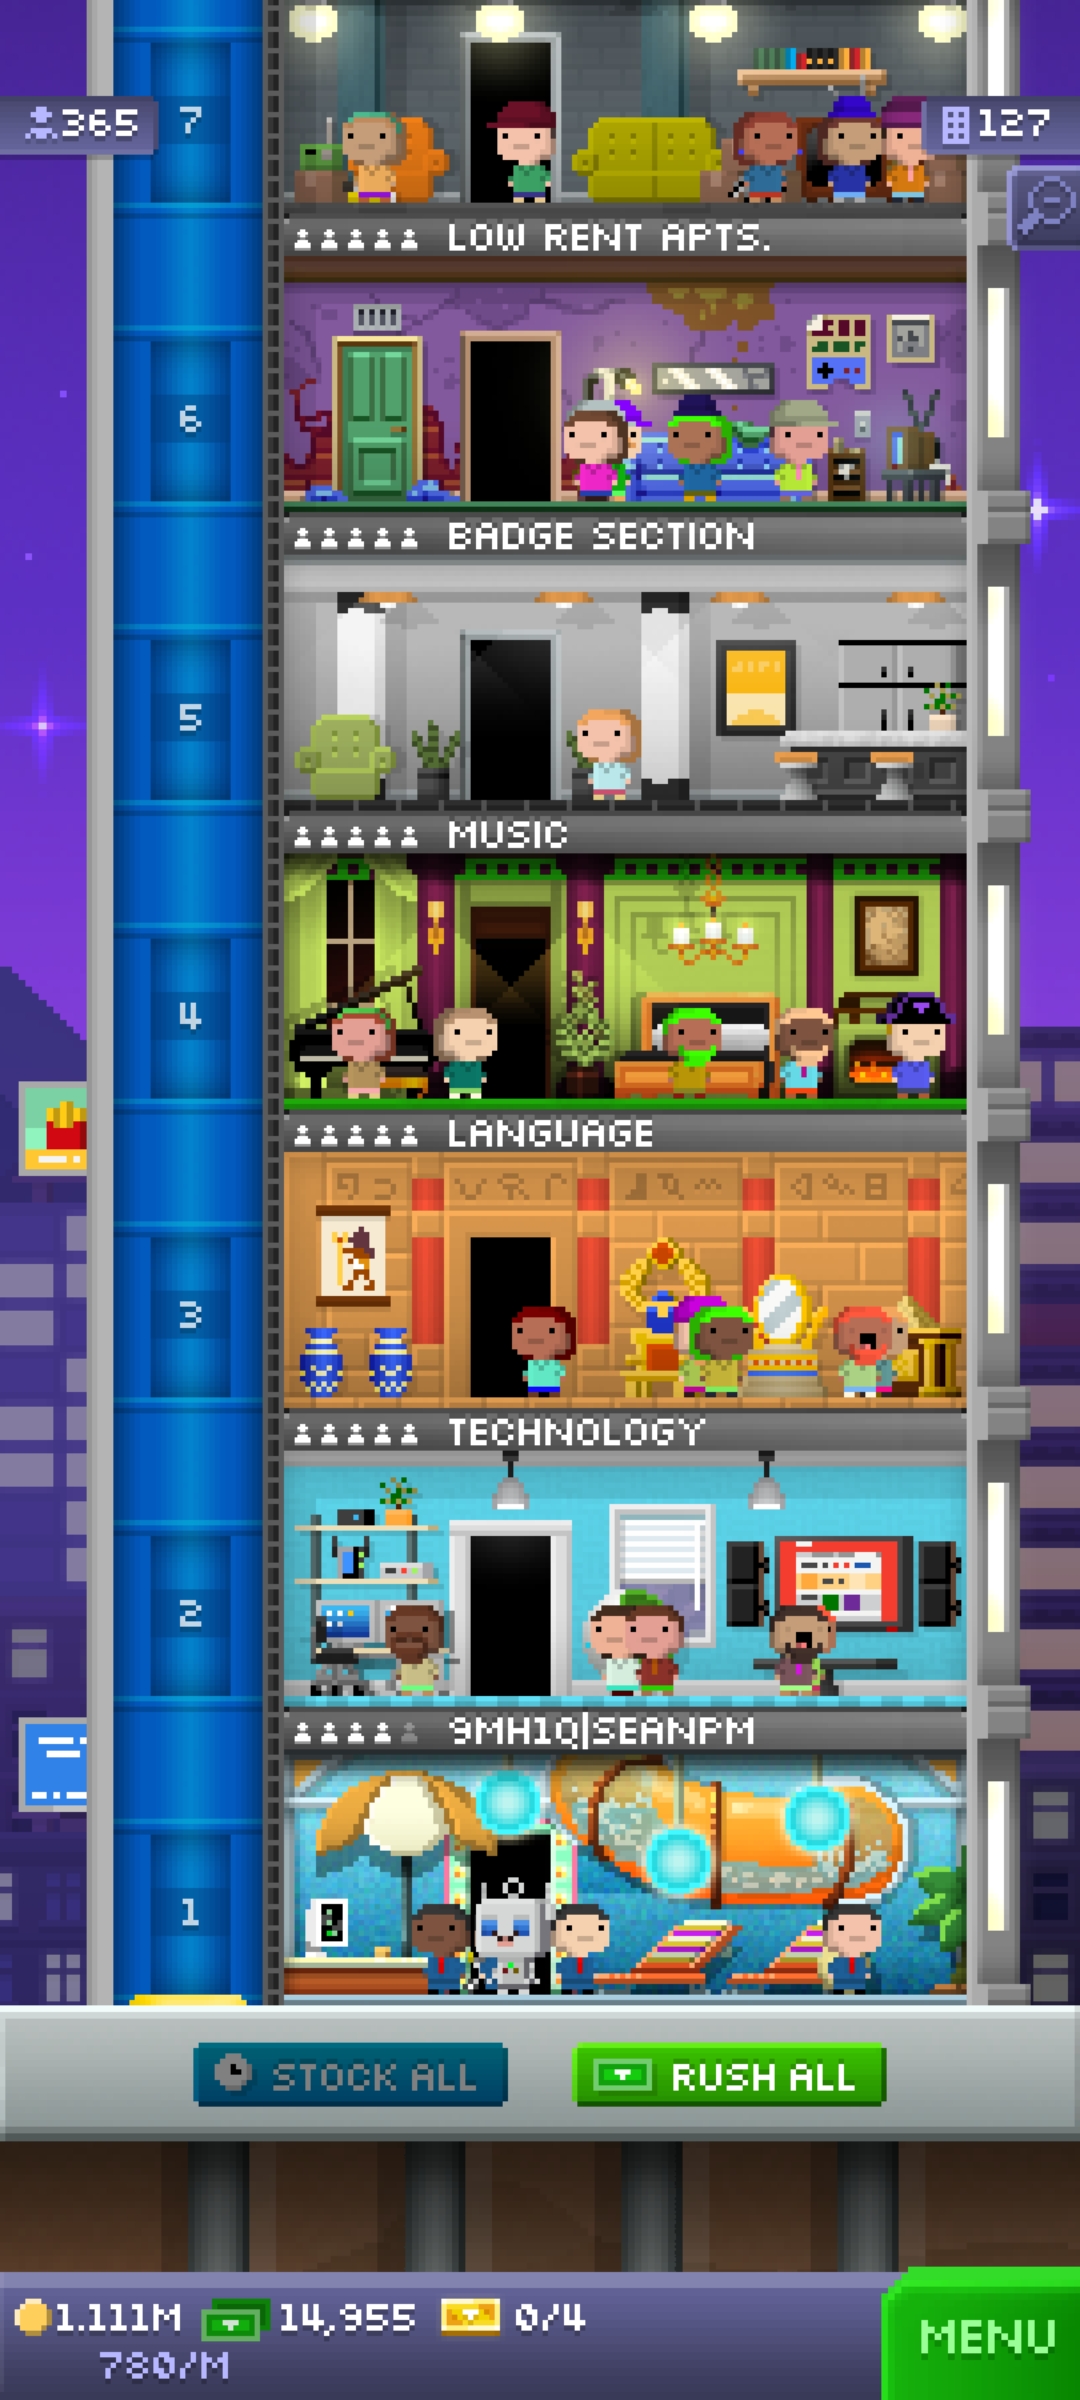 7
365
127
LOW RENT APTS.
6
BADGE SECTION
5
MUSIC
4
LANGUAGE
3
TECHNOLOGY
2
9MH1Q|SEANPM
1
STOCK ALL
RUSH ALL
1.111M 14,955 0/4
780/M
MENU